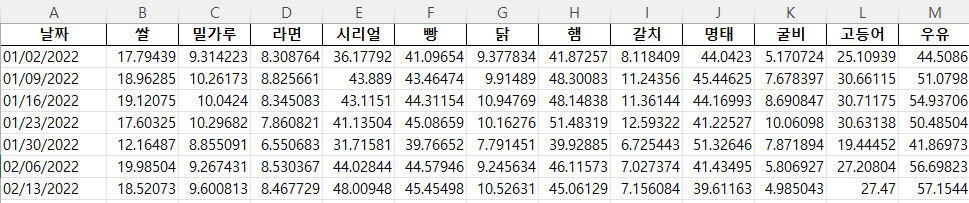 A B C D E F G H I J K L M
날짜 쌀 밀가루 라면 시리얼 빵 닭 햄 갈치 명태 굴비 고등어 우유
01/02/2022 17.79439 9.314223 8.308764 36.17792 41.09654 9.377834 41.87257 8.118409 44.0423 5.170724 25.10939 44.5086
01/09/2022 18.96285 10.26173 8.825661 43.889 43.46474 9.91489 48.30083 11.24356 45.44625 7.678397 30.66115 51.0798
01/16/2022 19.12075 10.0424 8.345083 43.1151 44.31154 10.94769 48.14838 11.36144 44.16993 8.690847 30.71175 54.93706
01/23/2022 17.60325 10.29682 7.860821 41.13504 45.08659 10.16276 51.48319 12.59322 41.22527 10.06098 30.63138 50.48504
01/30/2022 12.16487 8.855091 6.550683 31.71581 39.76652 7.791451 39.92885 6.725443 51.32646 7.871894 19.44452 41.86973
02/06/2022 19.98504 9.267431 8.530367 44.02844 44.57946 9.245634 46.11573 7.027374 41.43495 5.806927 27.20804 56.69823
02/13/2022 18.52073 9.600813 8.467729 48.00948 45.45498 10.52631 45.06129 7.156084 39.61163 4.985043 27.47 57.1544